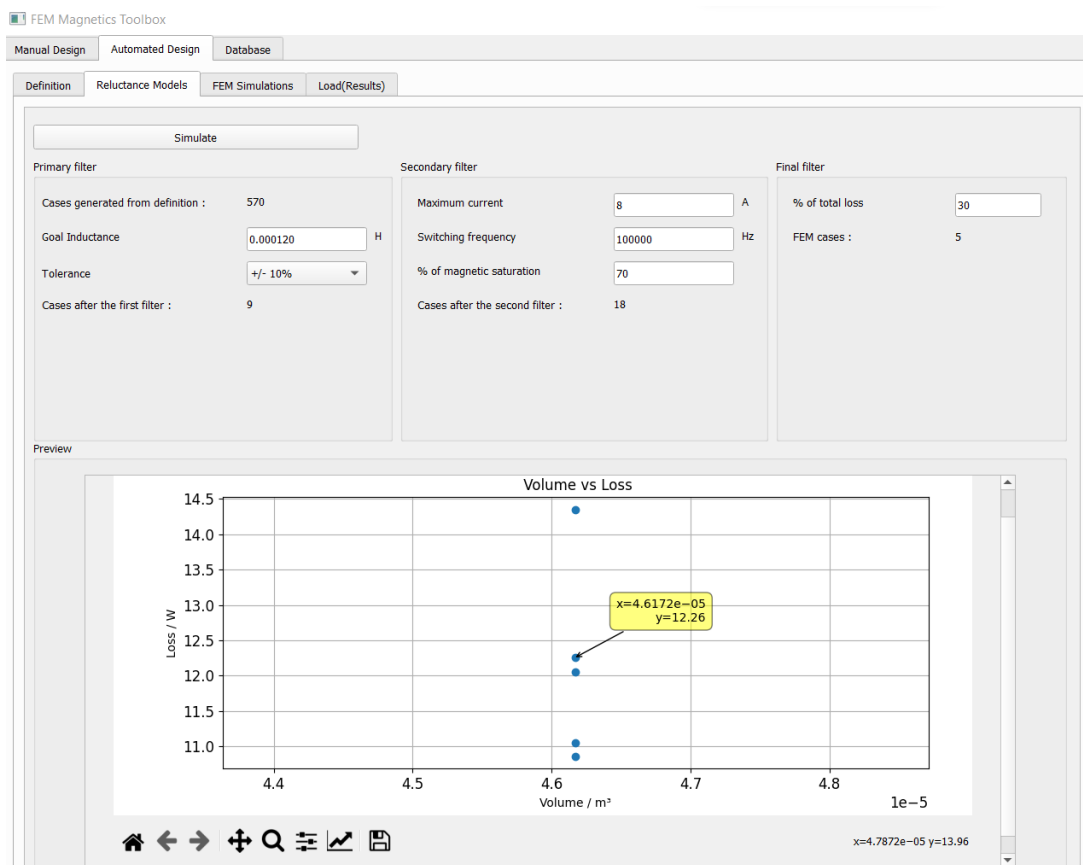 FEM Magnetics Toolbox
Manual Design Automated Design Database
Definition Reluctance Models FEM Simulations Load(Results)
Simulate
Primary filter
Cases generated from definition : 570
Goal Inductance 0.000120 H
Tolerance +/- 10%
Cases after the first filter : 9
Secondary filter
Maximum current 8 A
Switching frequency 100000 Hz
% of magnetic saturation 70
Cases after the second filter : 18
Final filter
% of total loss 30
FEM cases : 5
Preview
Volume vs Loss
14.5
14.0
13.5
13.0
12.5
12.0
11.5
11.0
Loss / W
x=4.6172e−05
y=12.26
4.4 4.5 4.6 4.7 4.8
Volume / m³
1e−5
x=4.7872e−05 y=13.96